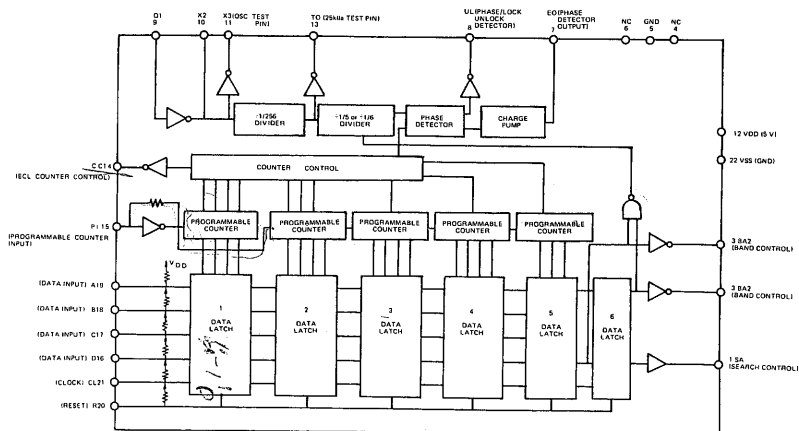 Q1
9
X2
10
X3(OSC TEST
11 PIN)
TO (25kHz TEST PIN)
13
UL(PHASE/LOCK
8 UNLOCK
DETECTOR)
EO (PHASE
7 DETECTOR
OUTPUT)
NC
6
GND
5
NC
4
÷1/256
DIVIDER
÷1/5 or ÷1/6
DIVIDER
PHASE
DETECTOR
CHARGE
PUMP
12 VDD (5 V)
22 VSS (GND)
CC14
(ECL COUNTER CONTROL)
COUNTER CONTROL
PI 15
(PROGRAMMABLE COUNTER
INPUT)
PROGRAMMABLE
COUNTER
PROGRAMMABLE
COUNTER
PROGRAMMABLE
COUNTER
PROGRAMMABLE
COUNTER
PROGRAMMABLE
COUNTER
3 BA2
(BAND CONTROL)
3 BA2
(BAND CONTROL)
1 SA
(SEARCH CONTROL)
VDD
(DATA INPUT) A19
(DATA INPUT) B18
(DATA INPUT) C17
(DATA INPUT) D16
(CLOCK) CL21
(RESET) R20
1
DATA
LATCH
2
DATA
LATCH
3
DATA
LATCH
4
DATA
LATCH
5
DATA
LATCH
6
DATA
LATCH